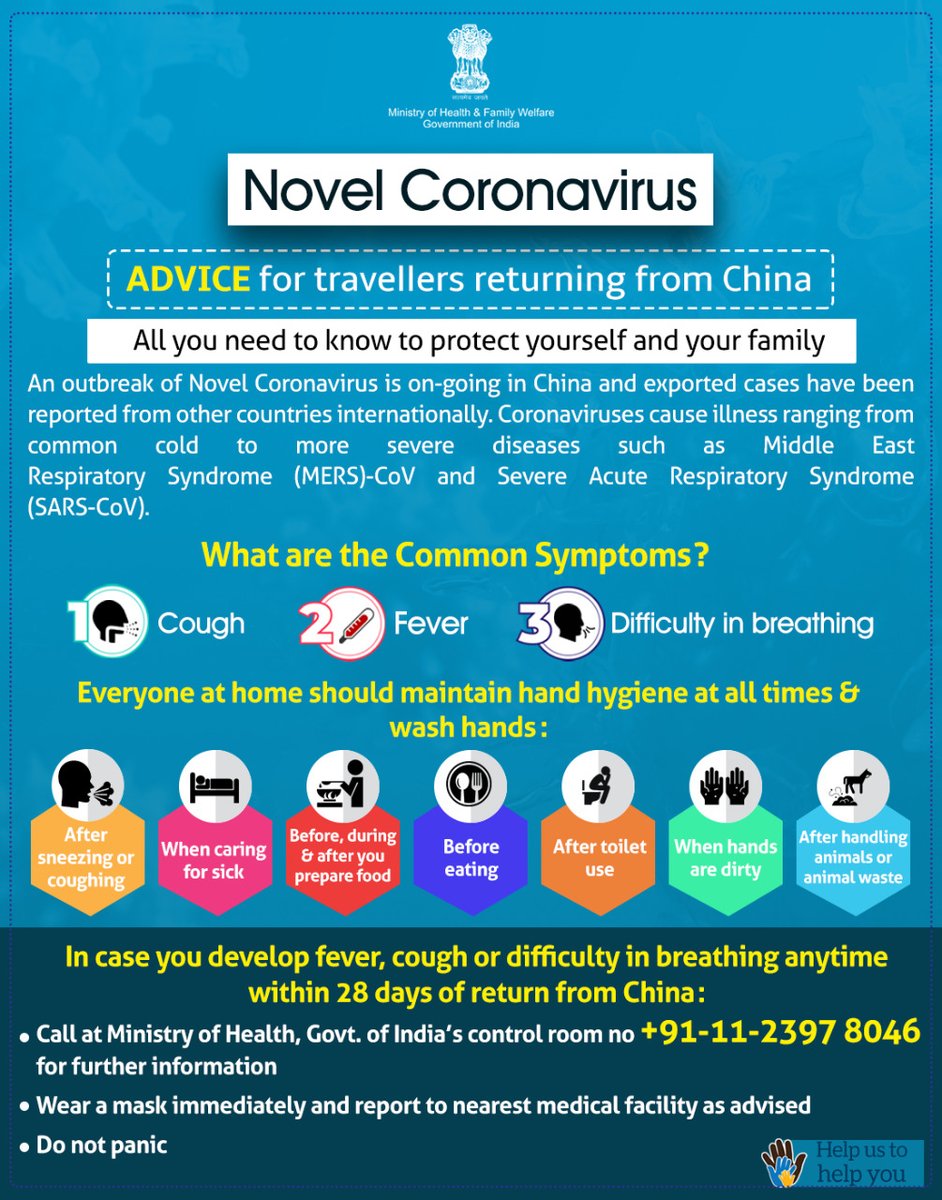 सत्यमेव जयते
Ministry of Health & Family Welfare
Government of India
Novel Coronavirus
ADVICE for travellers returning from China
All you need to know to protect yourself and your family
An outbreak of Novel Coronavirus is on-going in China and exported cases have been
reported from other countries internationally. Coronaviruses cause illness ranging from
common cold to more severe diseases such as Middle East
Respiratory Syndrome (MERS)-CoV and Severe Acute Respiratory Syndrome
(SARS-CoV).
What are the Common Symptoms?
1 Cough
2 Fever
3 Difficulty in breathing
Everyone at home should maintain hand hygiene at all times &
wash hands:
After
sneezing or
coughing
When caring
for sick
Before, during
& after you
prepare food
Before
eating
After toilet
use
When hands
are dirty
After handling
animals or
animal waste
In case you develop fever, cough or difficulty in breathing anytime
within 28 days of return from China:
• Call at Ministry of Health, Govt. of India's control room no +91-11-2397 8046
for further information
• Wear a mask immediately and report to nearest medical facility as advised
• Do not panic
Help us to
help you